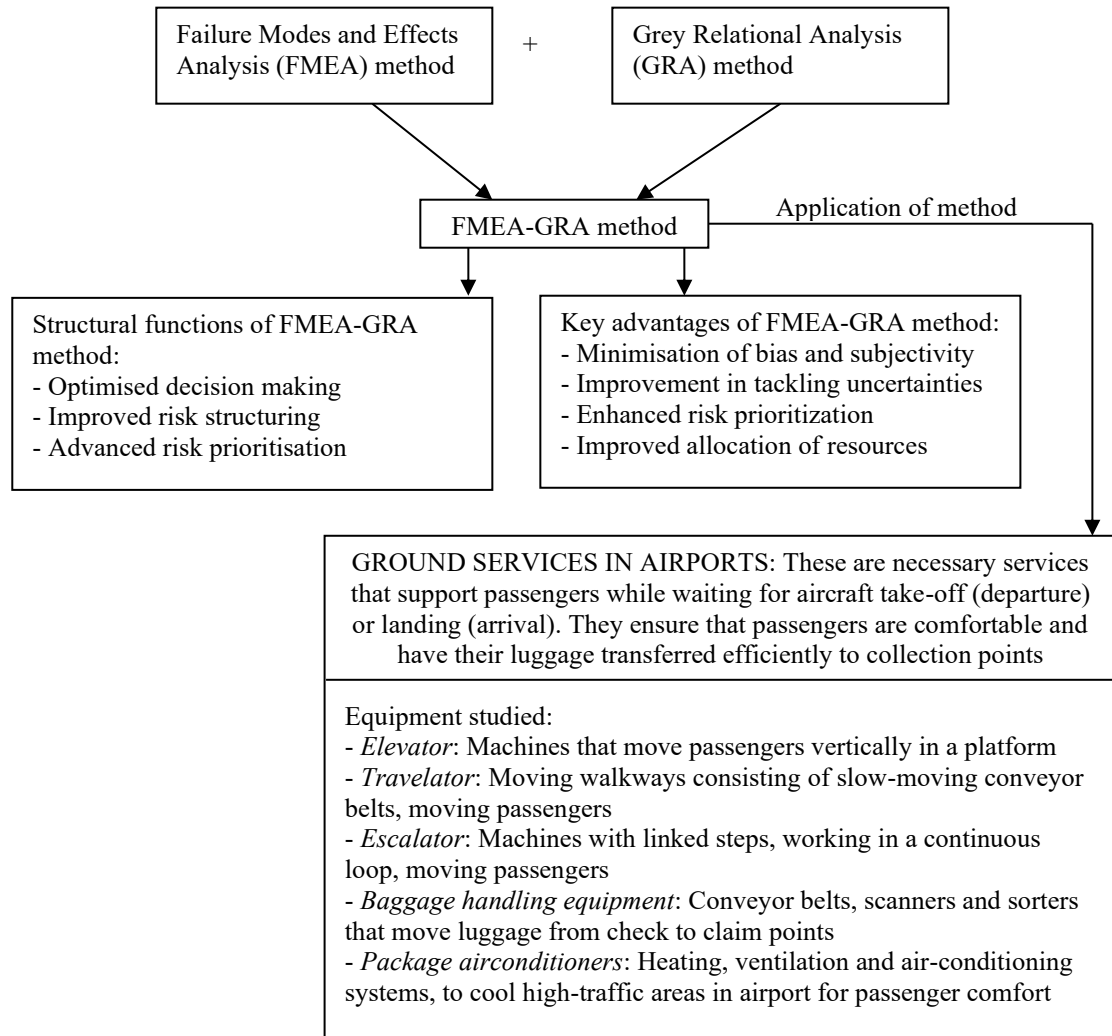 Failure Modes and Effects
Analysis (FMEA) method
+
Grey Relational Analysis
(GRA) method
Application of method
FMEA-GRA method
Structural functions of FMEA-GRA
method:
- Optimised decision making
- Improved risk structuring
- Advanced risk prioritisation
Key advantages of FMEA-GRA method:
- Minimisation of bias and subjectivity
- Improvement in tackling uncertainties
- Enhanced risk prioritization
- Improved allocation of resources
GROUND SERVICES IN AIRPORTS: These are necessary services
that support passengers while waiting for aircraft take-off (departure)
or landing (arrival). They ensure that passengers are comfortable and
have their luggage transferred efficiently to collection points
Equipment studied:
- Elevator: Machines that move passengers vertically in a platform
- Travelator: Moving walkways consisting of slow-moving conveyor
belts, moving passengers
- Escalator: Machines with linked steps, working in a continuous
loop, moving passengers
- Baggage handling equipment: Conveyor belts, scanners and sorters
that move luggage from check to claim points
- Package airconditioners: Heating, ventilation and air-conditioning
systems, to cool high-traffic areas in airport for passenger comfort